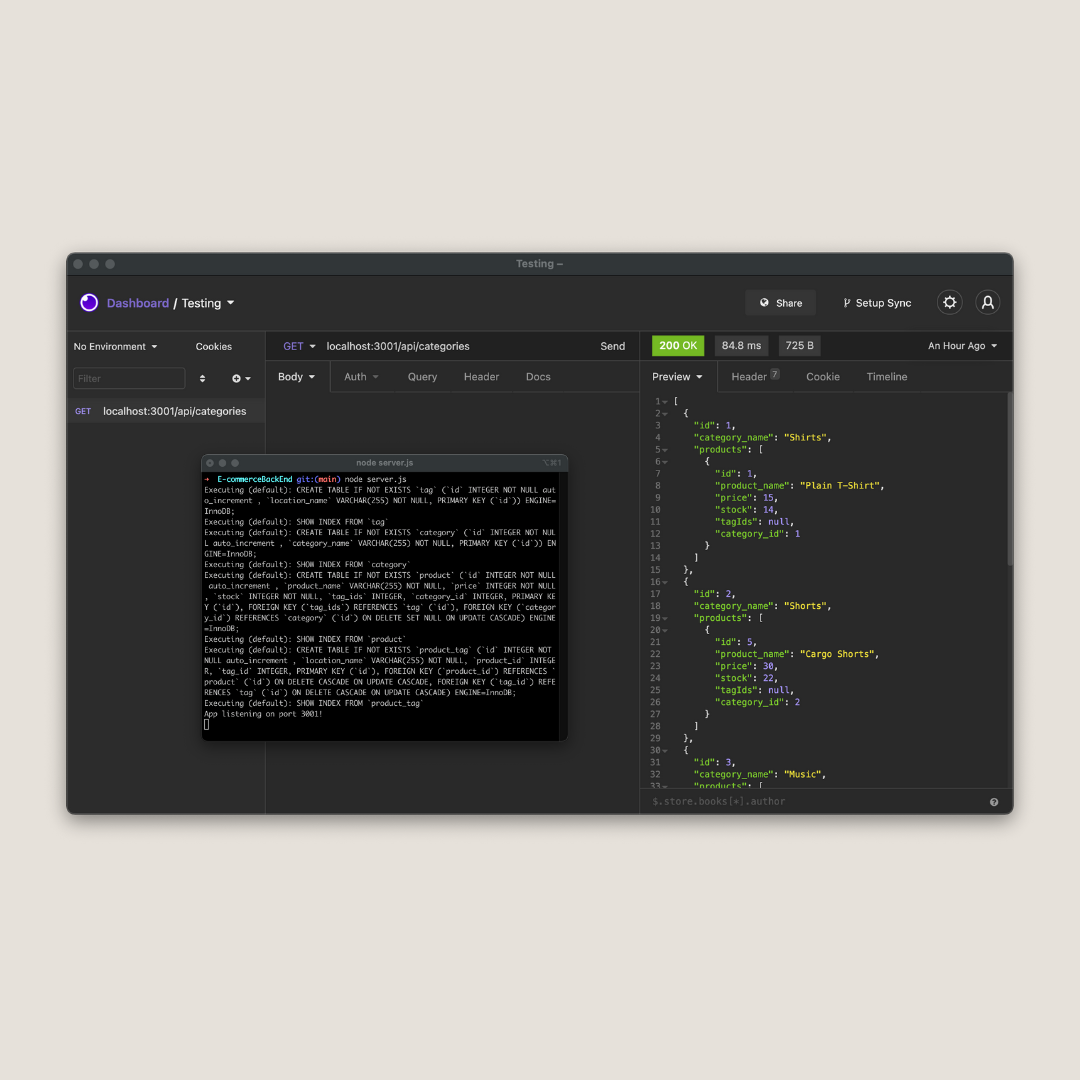 Testing –
Dashboard / Testing
Share
Setup Sync
No Environment
Cookies
Filter
GET localhost:3001/api/categories
GET localhost:3001/api/categories Send
Body Auth Query Header Docs
node server.js ⌥⌘1
➜ E-commerceBackEnd git:(main) node server.js
Executing (default): CREATE TABLE IF NOT EXISTS `tag` (`id` INTEGER NOT NULL aut
o_increment , `location_name` VARCHAR(255) NOT NULL, PRIMARY KEY (`id`)) ENGINE=
InnoDB;
Executing (default): SHOW INDEX FROM `tag`
Executing (default): CREATE TABLE IF NOT EXISTS `category` (`id` INTEGER NOT NUL
L auto_increment , `category_name` VARCHAR(255) NOT NULL, PRIMARY KEY (`id`)) EN
GINE=InnoDB;
Executing (default): SHOW INDEX FROM `category`
Executing (default): CREATE TABLE IF NOT EXISTS `product` (`id` INTEGER NOT NULL
 auto_increment , `product_name` VARCHAR(255) NOT NULL, `price` INTEGER NOT NULL
, `stock` INTEGER NOT NULL, `tag_ids` INTEGER, `category_id` INTEGER, PRIMARY KE
Y (`id`), FOREIGN KEY (`tag_ids`) REFERENCES `tag` (`id`), FOREIGN KEY (`categor
y_id`) REFERENCES `category` (`id`) ON DELETE SET NULL ON UPDATE CASCADE) ENGINE
=InnoDB;
Executing (default): SHOW INDEX FROM `product`
Executing (default): CREATE TABLE IF NOT EXISTS `product_tag` (`id` INTEGER NOT
NULL auto_increment , `location_name` VARCHAR(255) NOT NULL, `product_id` INTEGE
R, `tag_id` INTEGER, PRIMARY KEY (`id`), FOREIGN KEY (`product_id`) REFERENCES `
product` (`id`) ON DELETE CASCADE ON UPDATE CASCADE, FOREIGN KEY (`tag_id`) REFE
RENCES `tag` (`id`) ON DELETE CASCADE ON UPDATE CASCADE) ENGINE=InnoDB;
Executing (default): SHOW INDEX FROM `product_tag`
App listening on port 3001!
200 OK 84.8 ms 725 B An Hour Ago
Preview Header 7 Cookie Timeline
1 [
2 {
3 "id": 1,
4 "category_name": "Shirts",
5 "products": [
6 {
7 "id": 1,
8 "product_name": "Plain T-Shirt",
9 "price": 15,
10 "stock": 14,
11 "tagIds": null,
12 "category_id": 1
13 }
14 ]
15 },
16 {
17 "id": 2,
18 "category_name": "Shorts",
19 "products": [
20 {
21 "id": 5,
22 "product_name": "Cargo Shorts",
23 "price": 30,
24 "stock": 22,
25 "tagIds": null,
26 "category_id": 2
27 }
28 ]
29 },
30 {
31 "id": 3,
32 "category_name": "Music",
33 "products": [
$.store.books[*].author